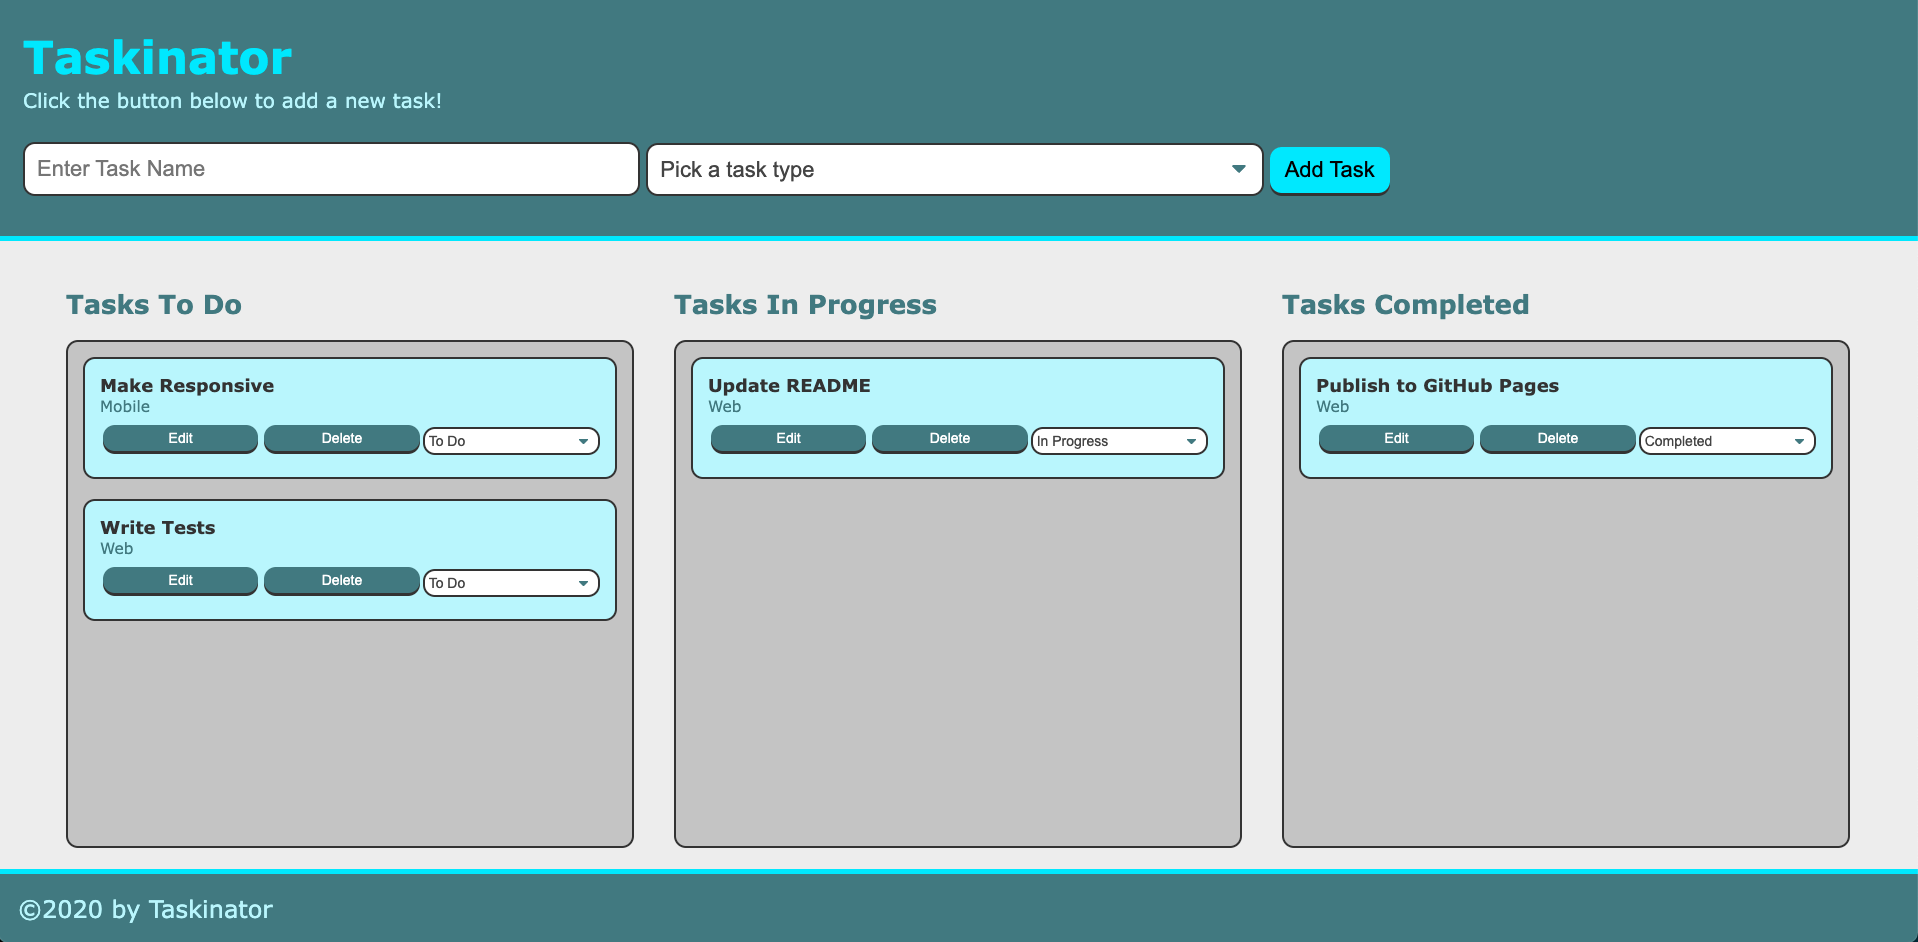 Taskinator
Click the button below to add a new task!
Enter Task Name
Pick a task type
Add Task
Tasks To Do
Make Responsive
Mobile
Edit Delete To Do
Write Tests
Web
Edit Delete To Do
Tasks In Progress
Update README
Web
Edit Delete In Progress
Tasks Completed
Publish to GitHub Pages
Web
Edit Delete Completed
©2020 by Taskinator